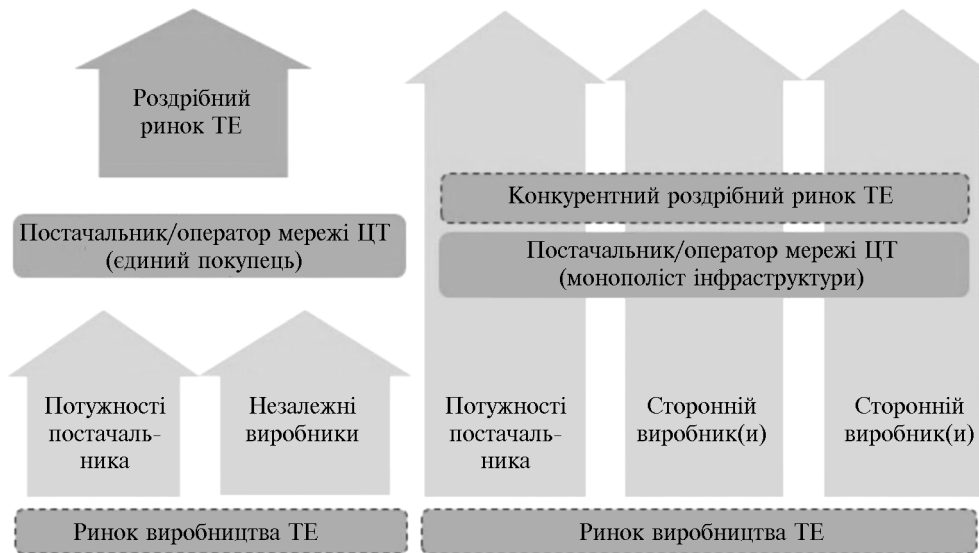 Роздрібний
ринок ТЕ
Постачальник/оператор мережі ЦТ
(єдиний покупець)
Потужності
постачаль-
ника
Незалежні
виробники
Ринок виробництва ТЕ
Конкурентний роздрібний ринок ТЕ
Постачальник/оператор мережі ЦТ
(монополіст інфраструктури)
Потужності
постачаль-
ника
Сторонній
виробник(и)
Сторонній
виробник(и)
Ринок виробництва ТЕ